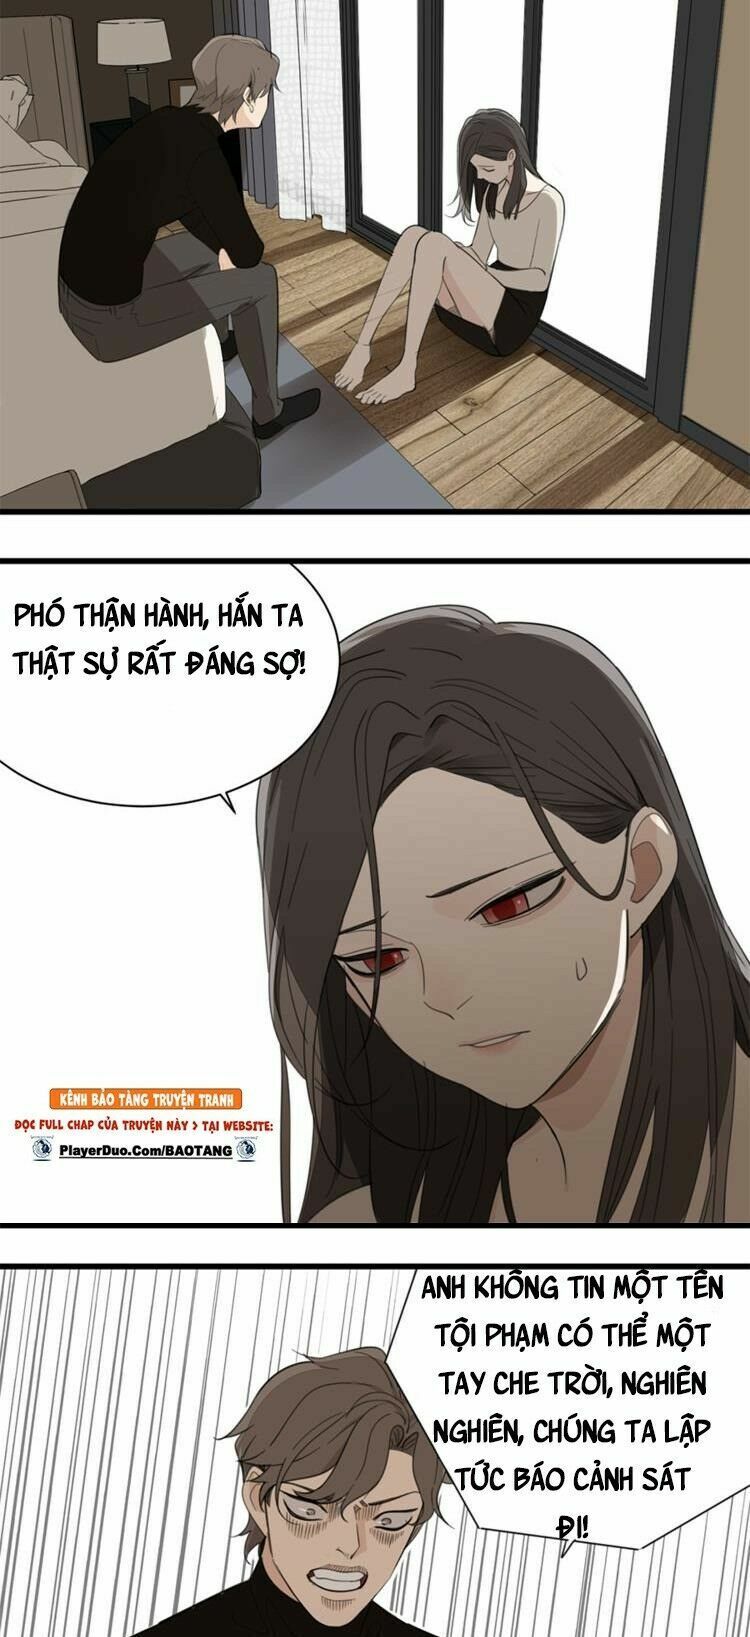 PHÓ THẬN HÀNH, HẮN TA
THẬT SỰ RẤT ĐÁNG SỢ!
KÊNH BẢO TÀNG TRUYỆN TRANH
ĐỌC FULL CHAP CỦA TRUYỆN NÀY > TẠI WEBSITE:
PlayerDuo.Com/BAOTANG
ANH KHÔNG TIN MỘT TÊN
TỘI PHẠM CÓ THỂ MỘT
TAY CHE TRỜI, NGHIÊN
NGHIÊN, CHÚNG TA LẬP
TỨC BÁO CẢNH SÁT
ĐI!